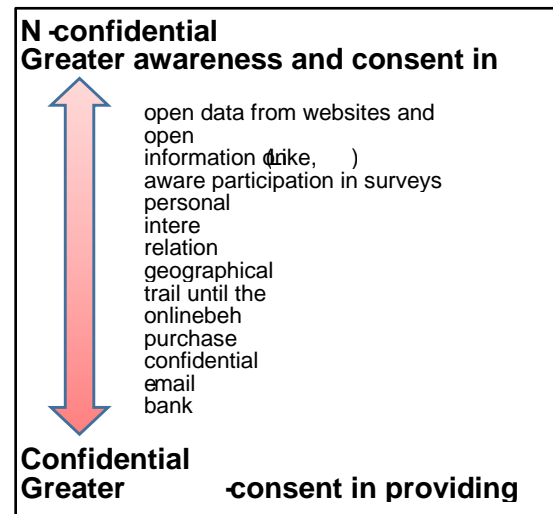 N -confidential
Greater awareness and consent in
open data from websites and
open
information (Like, )
aware participation in surveys
personal
intere
relation
geographical
trail until the
onlinebeh
purchase
confidential
email
bank
Confidential
Greater -consent in providing